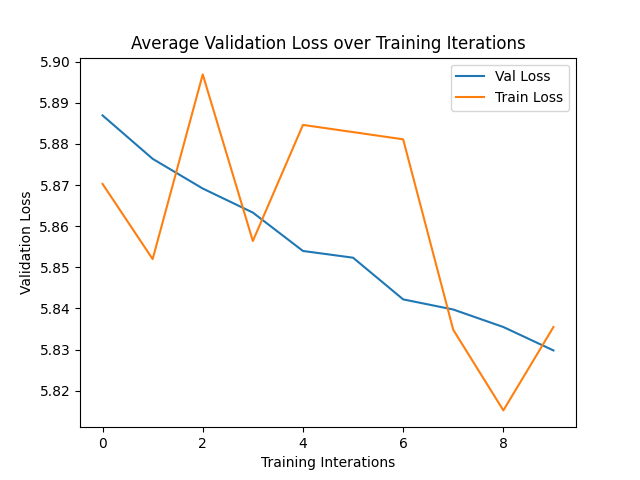 Average Validation Loss over Training Iterations
Val Loss
Train Loss
Validation Loss
5.90
5.89
5.88
5.87
5.86
5.85
5.84
5.83
5.82
0 2 4 6 8
Training Interations